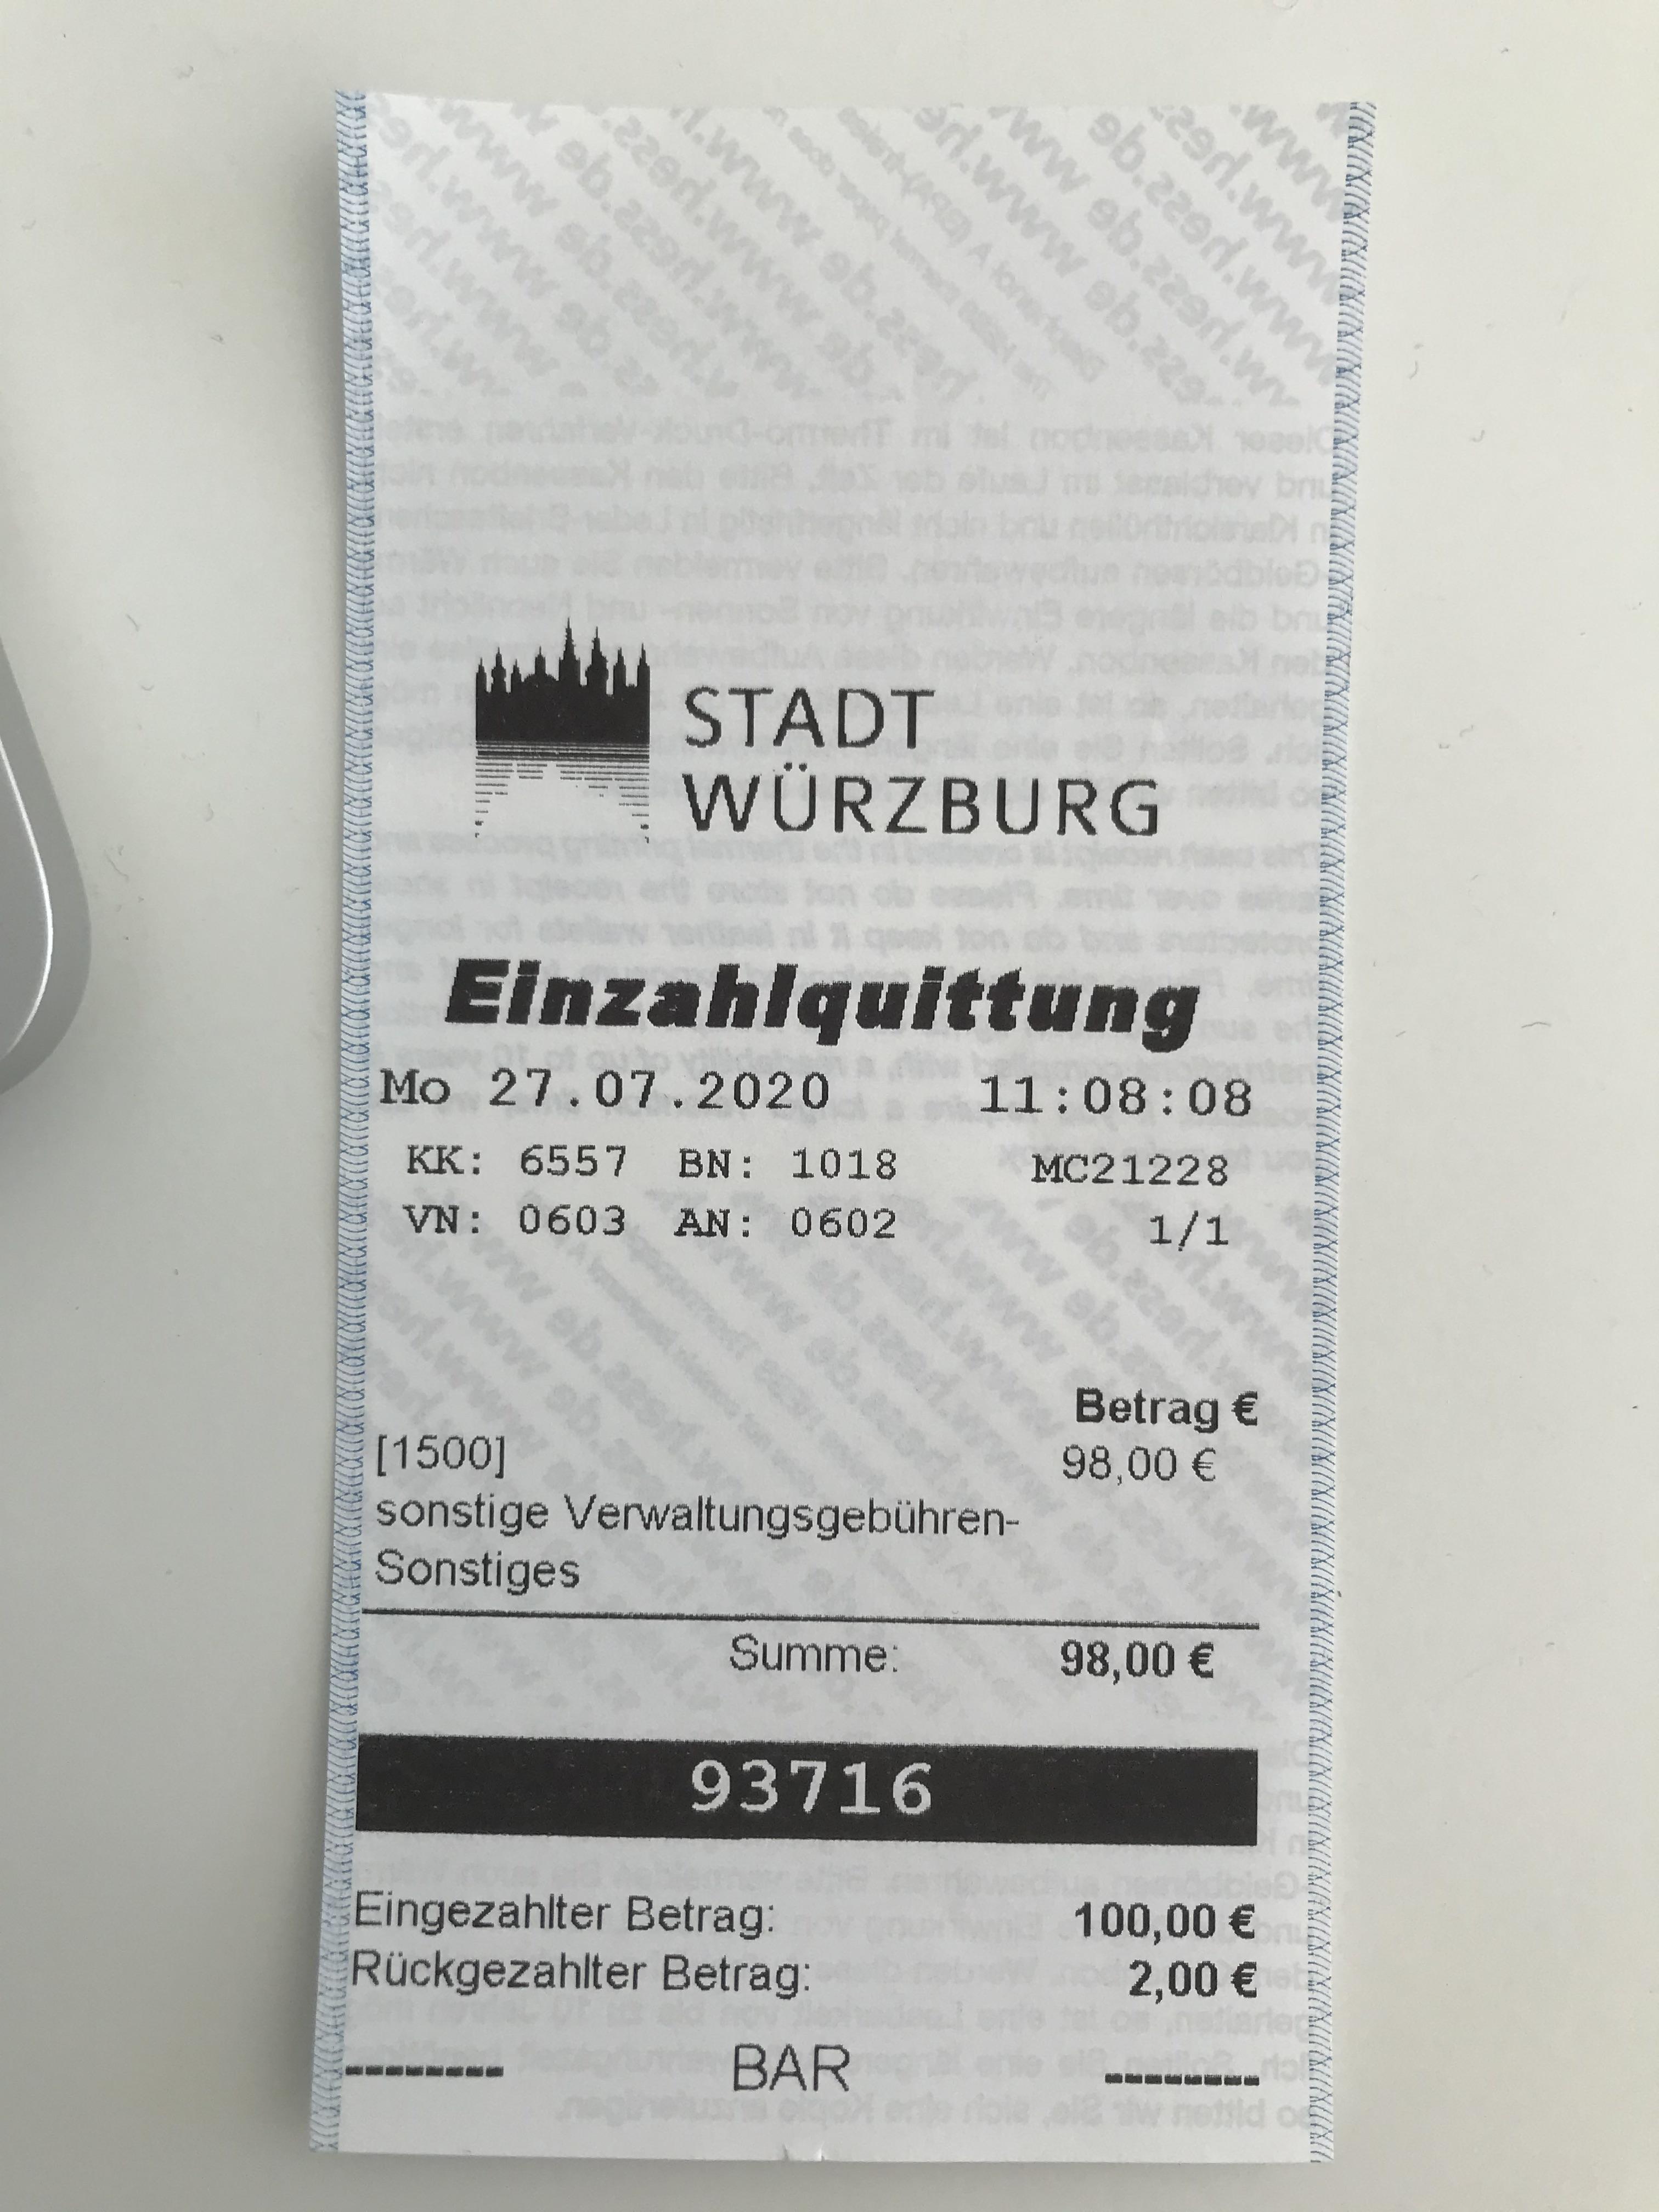 STADT
WÜRZBURG
Einzahlquittung
Mo 27.07.2020 11:08:08
KK: 6557 BN: 1018 MC21228
VN: 0603 AN: 0602 1/1
Betrag €
[1500] 98,00 €
sonstige Verwaltungsgebühren-
Sonstiges
Summe: 98,00 €
93716
Eingezahlter Betrag: 100,00 €
Rückgezahlter Betrag: 2,00 €
--------- BAR ---------